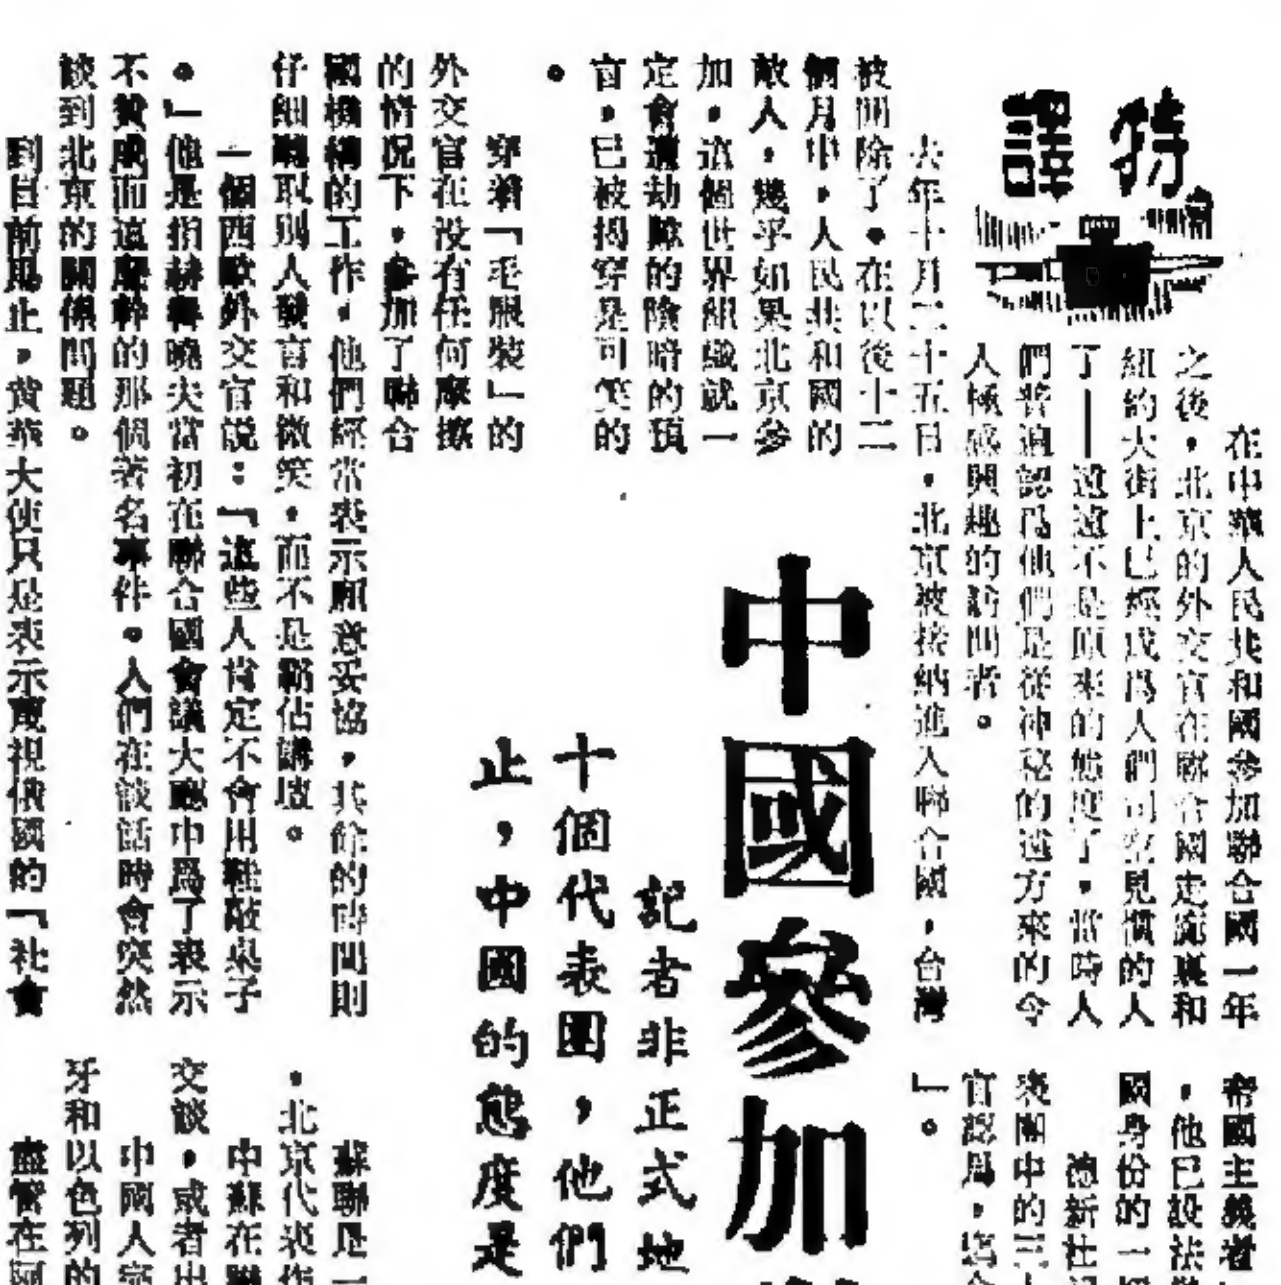 特譯
在中華人民共和國參加聯合國一年
之後，北京的外交官在聯合國走廊裏和
紐約大街上已經成爲人們司空見慣的人
了——遠遠不是原來的態度了，當時人
們普遍認爲他們是從神秘的遠方來的令
人極感興趣的訪問者。
去年十月二十五日，北京被接納進入聯合國，台灣
被開除了。在以後十二
個月中，人民共和國的
敵人，幾乎如果北京參
加，這個世界組織就一
定會遭劫難的陰暗的預
言，已被揭穿是可笑的
。
穿着「毛服裝」的
外交官在没有任何摩擦
的情况下，參加了聯合
國機構的工作，他們經常表示願意妥協，其餘的時間則
仔細聽取別人發言和微笑，而不是霸佔講壇。
一個西歐外交官説：「這些人肯定不會用鞋敲桌子
。」他是指赫魯曉夫當初在聯合國會議大廳中爲了表示
不贊成而這麽幹的那個著名事件。人們在談話時會突然
談到北京的關係問題。
到目前爲止，黄華大使只是表示蔑視俄國的「社會
中國參加
記者非正式地
十個代表團，他們
止，中國的態度是
帝國主義者
，他已設法
國身份的一
德新社
表團中的三
官認爲，這
」。
蘇聯是一
，北京代表作
中蘇在聯
交談，或者出
中國人
牙和以色列的
儘管在